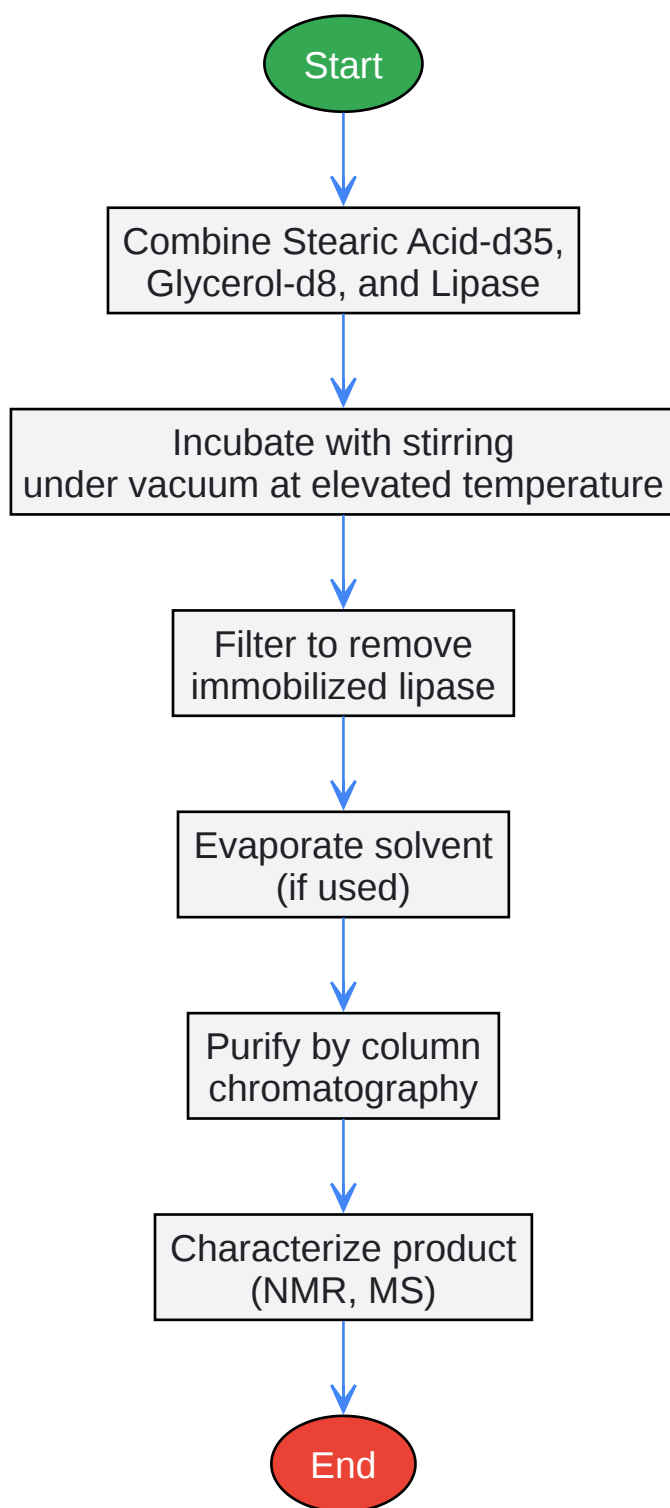 Start
Combine Stearic Acid-d35,
Glycerol-d8, and Lipase
Incubate with stirring
under vacuum at elevated temperature
Filter to remove
immobilized lipase
Evaporate solvent
(if used)
Purify by column
chromatography
Characterize product
(NMR, MS)
End